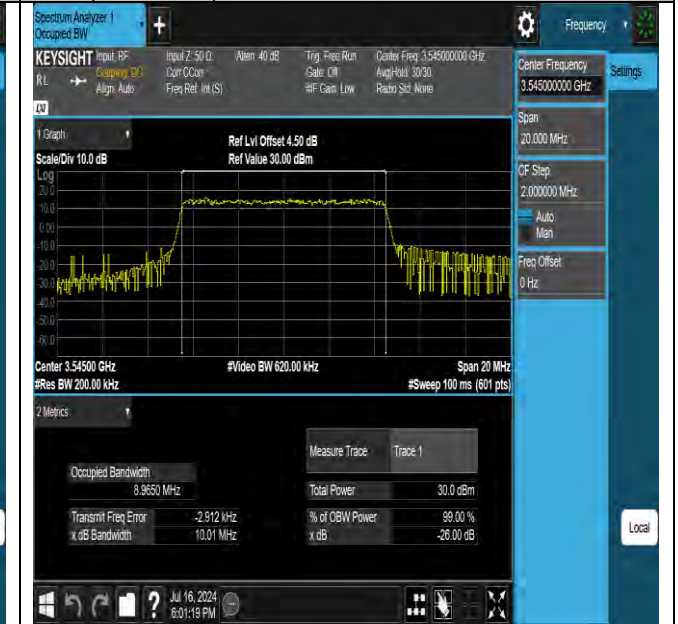 Spectrum Analyzer 1
Occupied BW
+
Frequency
KEYSIGHT Input: RF Input Z: 50 Ω Atten: 40 dB Trig: Free Run Center Freq: 3.545000000 GHz
RL Coupling: DC Corr CCorr Gate: Off Avg|Hold: 30/30
Align: Auto Freq Ref: Int (S) #IF Gain: Low Radio Std: None
LXI
1 Graph
Ref Lvl Offset 4.50 dB
Scale/Div 10.0 dB Ref Value 30.00 dBm
Log
20.0
10.0
0.00
-10.0
-20.0
-30.0
-40.0
-50.0
-60.0
Center 3.54500 GHz #Video BW 620.00 kHz Span 20 MHz
#Res BW 200.00 kHz #Sweep 100 ms (601 pts)
2 Metrics
Measure Trace Trace 1
Occupied Bandwidth
8.9650 MHz Total Power 30.0 dBm
Transmit Freq Error -2.912 kHz % of OBW Power 99.00 %
x dB Bandwidth 10.01 MHz x dB -26.00 dB
? Jul 16, 2024
6:01:19 PM
Center Frequency
3.545000000 GHz
Settings
Span
20.000 MHz
CF Step
2.000000 MHz
Auto
Man
Freq Offset
0 Hz
Local